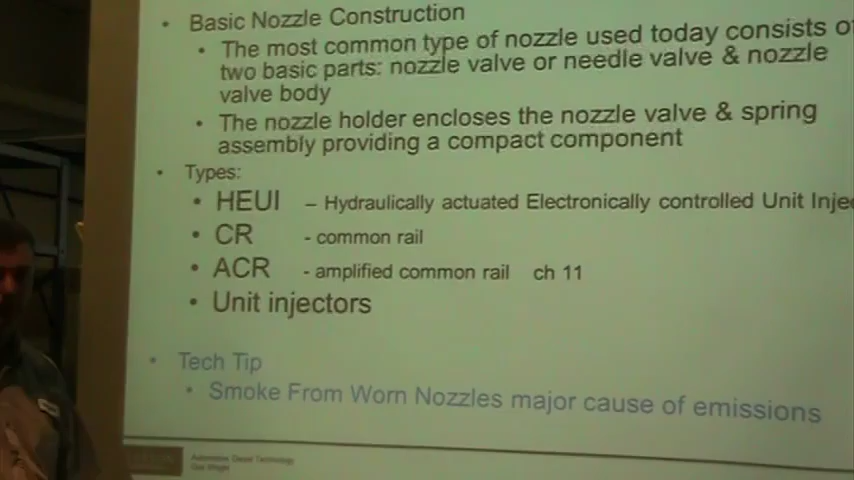 • Basic Nozzle Construction
• The most common type of nozzle used today consists
two basic parts: nozzle valve or needle valve & nozzle
valve body
• The nozzle holder encloses the nozzle valve & spring
assembly providing a compact component
• Types:
• HEUI – Hydraulically actuated Electronically controlled Unit
• CR - common rail
• ACR - amplified common rail ch 11
• Unit injectors
• Tech Tip
• Smoke From Worn Nozzles major cause of emissions
Automotive Diesel Technology